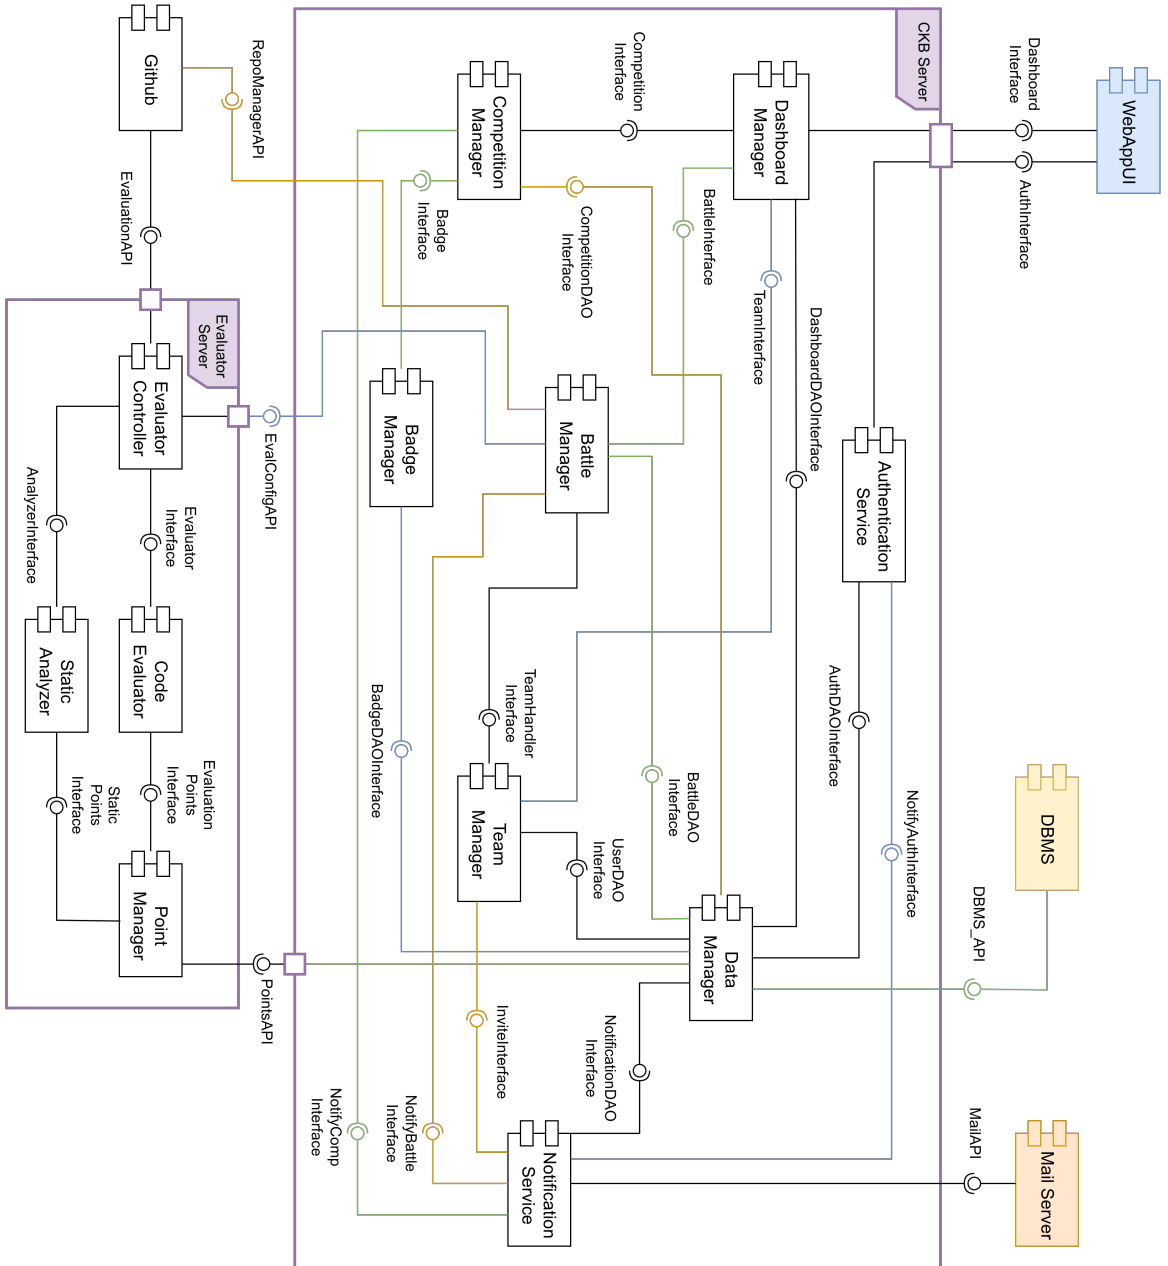 WebAppUI
Dashboard
Interface
AuthInterface
CKB Server
Dashboard
Manager
Competition
Interface
Competition
Manager
RepoManagerAPI
Github
EvaluationAPI
Badge
Interface
CompetitionDAO
Interface
BattleInterface
TeamInterface
DashboardDAOInterface
Authentication
Service
Battle
Manager
Badge
Manager
Evaluator
Server
Evaluator
Controller
EvalConfigAPI
AnalyzerInterface
Evaluator
Interface
Static
Analyzer
Code
Evaluator
Static
Points
Interface
Evaluation
Points
Interface
Point
Manager
PointsAPI
BadgeDAOInterface
TeamHandler
Interface
Team
Manager
UserDAO
Interface
BattleDAO
Interface
AuthDAOInterface
NotifyAuthInterface
DBMS
DBMS_API
Data
Manager
InviteInterface
NotificationDAO
Interface
NotifyComp
Interface
NotifyBattle
Interface
Notification
Service
MailAPI
Mail Server